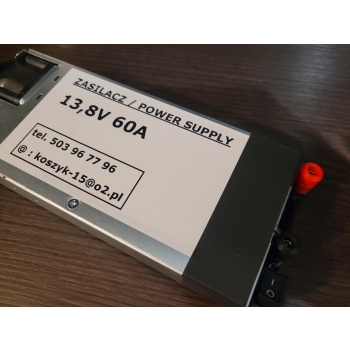 ZASILACZ / POWER SUPPLY
13,8V 60A
tel. 503 96 77 96
@ : koszyk-15@o2.pl